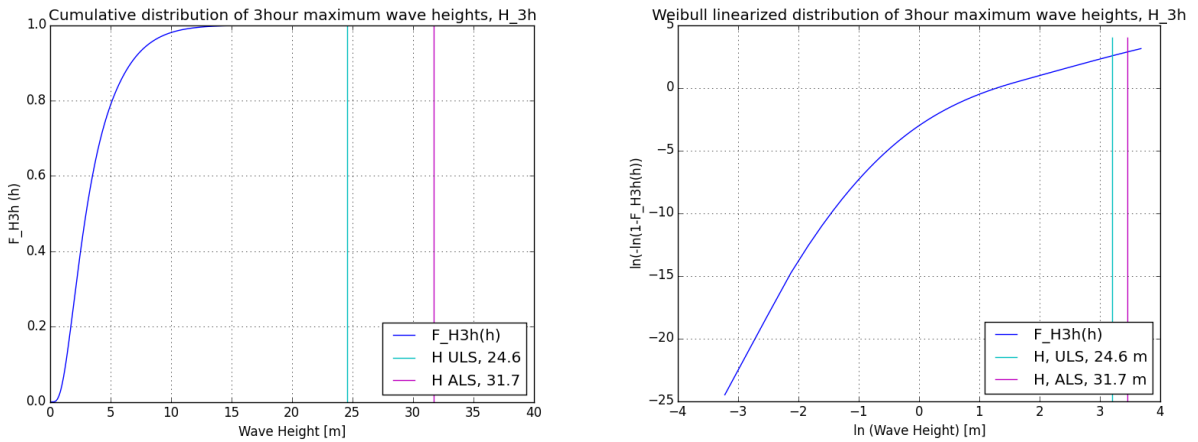 Cumulative distribution of 3hour maximum wave heights, H_3h
1.0
0.8
0.6
0.4
0.2
0.0
F_H3h (h)
0
5
10
15
20
25
30
35
40
Wave Height [m]
F_H3h(h)
H ULS, 24.6
H ALS, 31.7
Weibull linearized distribution of 3hour maximum wave heights, H_3h
5
0
−5
−10
−15
−20
−25
ln(-ln(1-F_H3h(h))
−4
−3
−2
−1
0
1
2
3
4
ln (Wave Height) [m]
F_H3h(h)
H, ULS, 24.6 m
H, ALS, 31.7 m